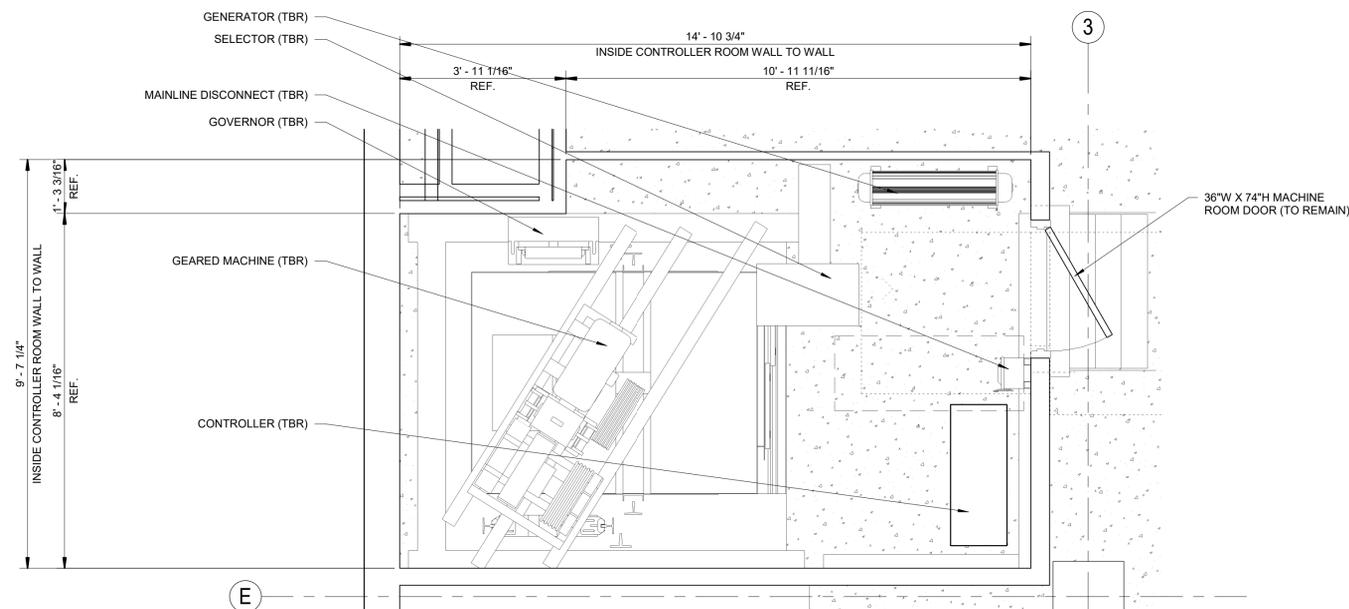 GENERATOR (TBR)
SELECTOR (TBR)
MAINLINE DISCONNECT (TBR)
GOVERNOR (TBR)
GEARED MACHINE (TBR)
CONTROLLER (TBR)
14' - 10 3/4"
INSIDE CONTROLLER ROOM WALL TO WALL
3' - 11 1/16"
REF.
10' - 11 11/16"
REF.
3
36"W X 74"H MACHINE
ROOM DOOR (TO REMAIN)
1' - 3 3/16"
REF.
9' - 7 1/4"
INSIDE CONTROLLER ROOM WALL TO WALL
8' - 4 1/16"
REF.
E